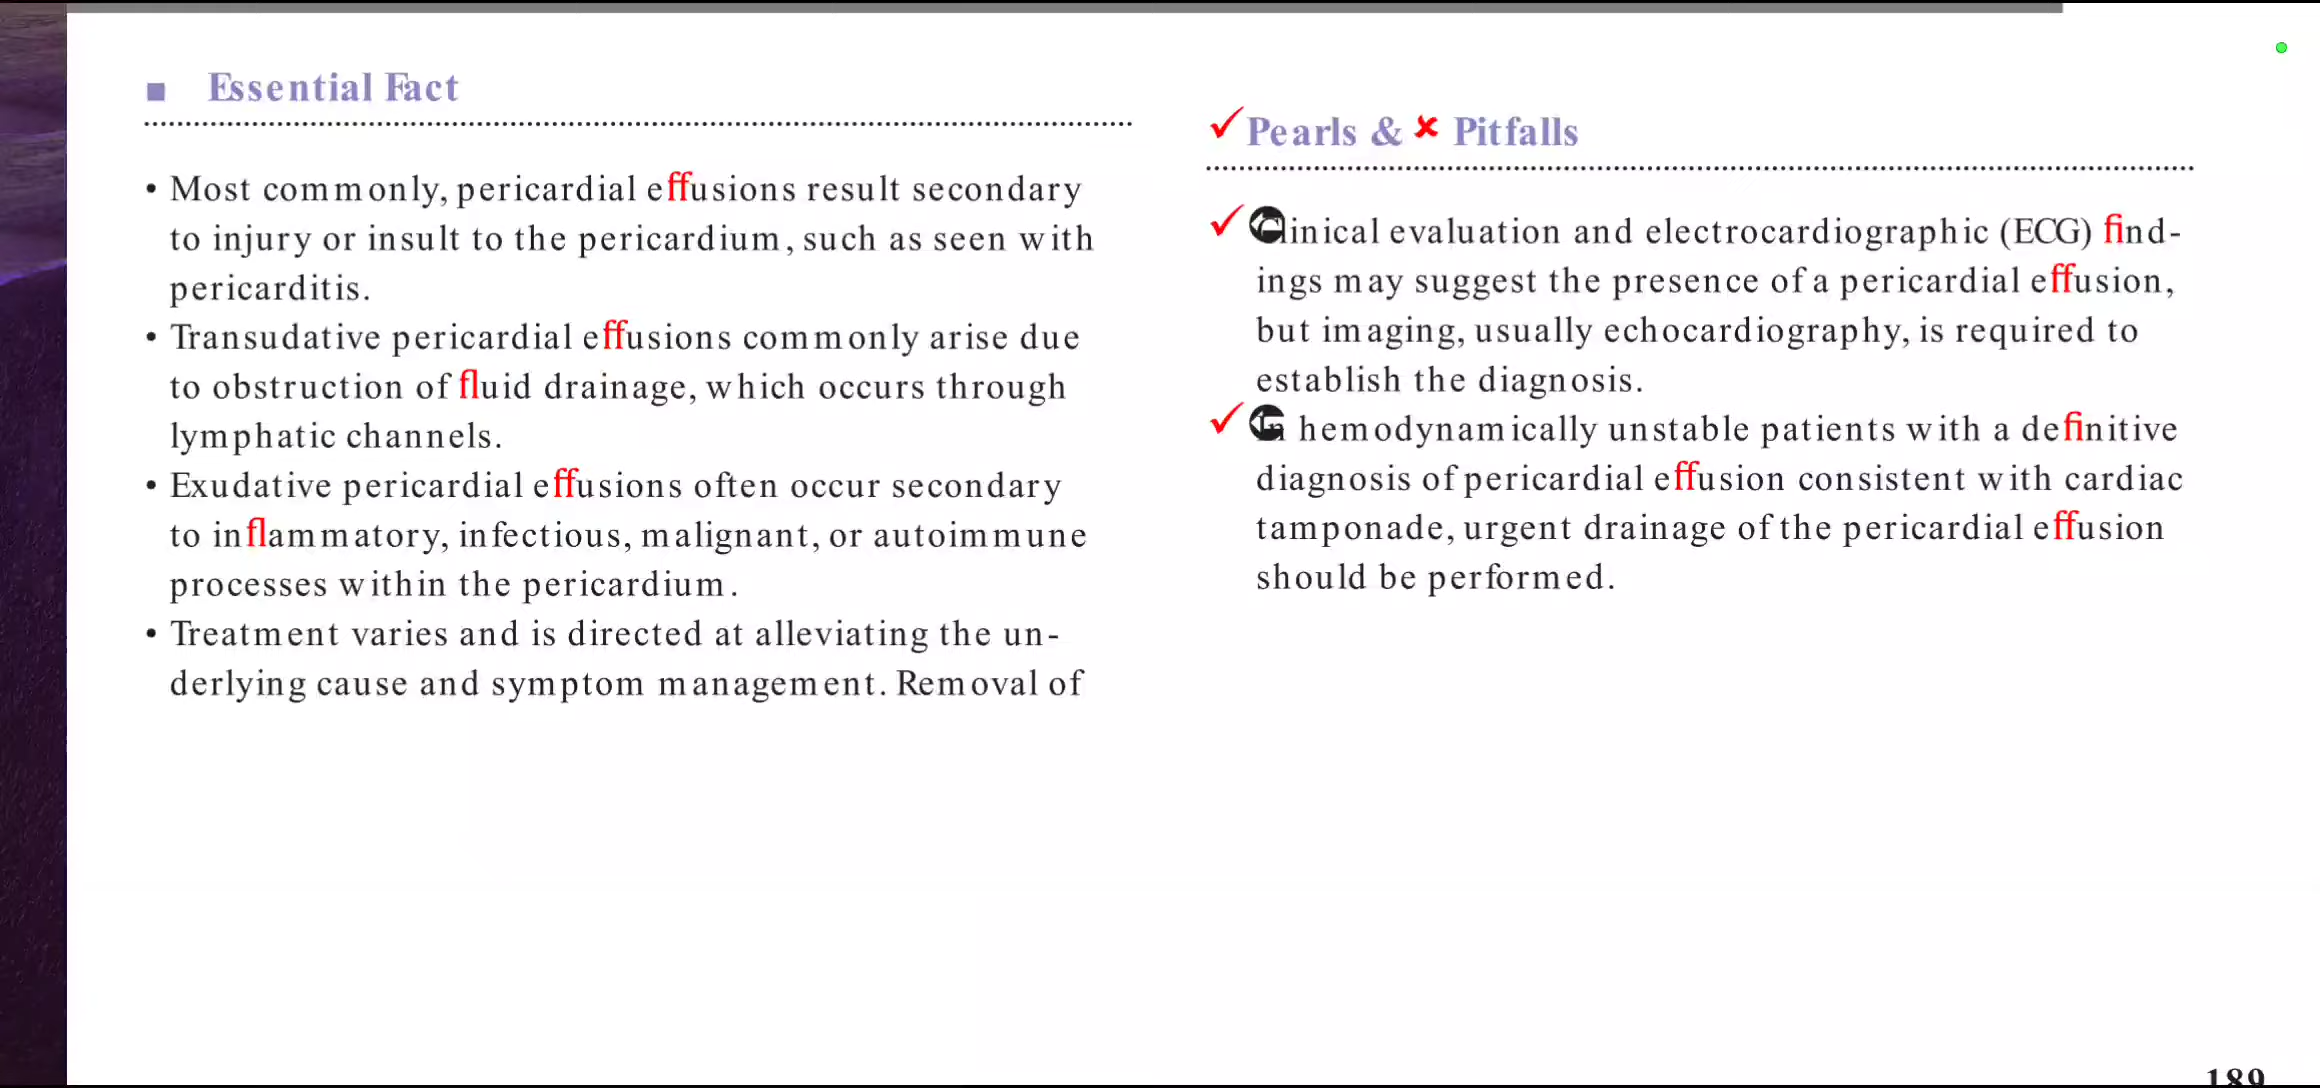 ■ Essential Fact
• Most commonly, pericardial effusions result secondary
to injury or insult to the pericardium, such as seen with
pericarditis.
• Transudative pericardial effusions commonly arise due
to obstruction of fluid drainage, which occurs through
lymphatic channels.
• Exudative pericardial effusions often occur secondary
to inflammatory, infectious, malignant, or autoimmune
processes within the pericardium.
• Treatment varies and is directed at alleviating the un-
derlying cause and symptom management. Removal of
✓ Pearls & ✘ Pitfalls
✓ Clinical evaluation and electrocardiographic (ECG) find-
ings may suggest the presence of a pericardial effusion,
but imaging, usually echocardiography, is required to
establish the diagnosis.
✓ In hemodynamically unstable patients with a definitive
diagnosis of pericardial effusion consistent with cardiac
tamponade, urgent drainage of the pericardial effusion
should be performed.
189